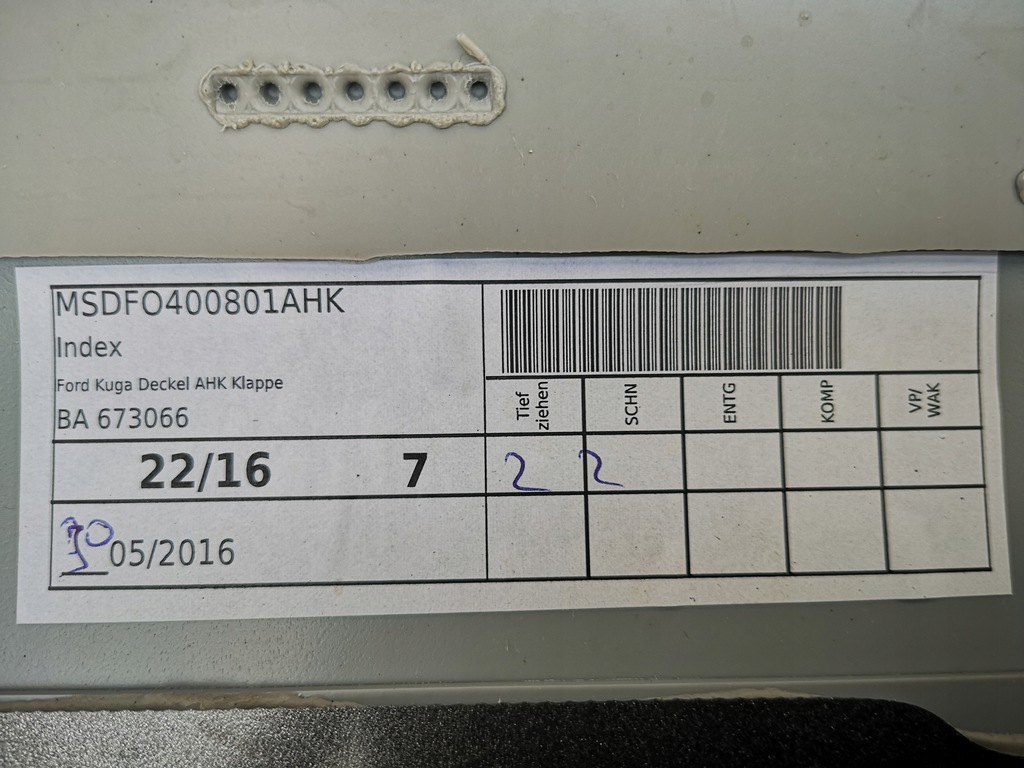 MSDFO400801AHK
Index
Ford Kuga Deckel AHK Klappe
BA 673066
Tief
ziehen
SCHN
ENTG
KOMP
VP/
WAK
22/16 7 2 2
30 05/2016